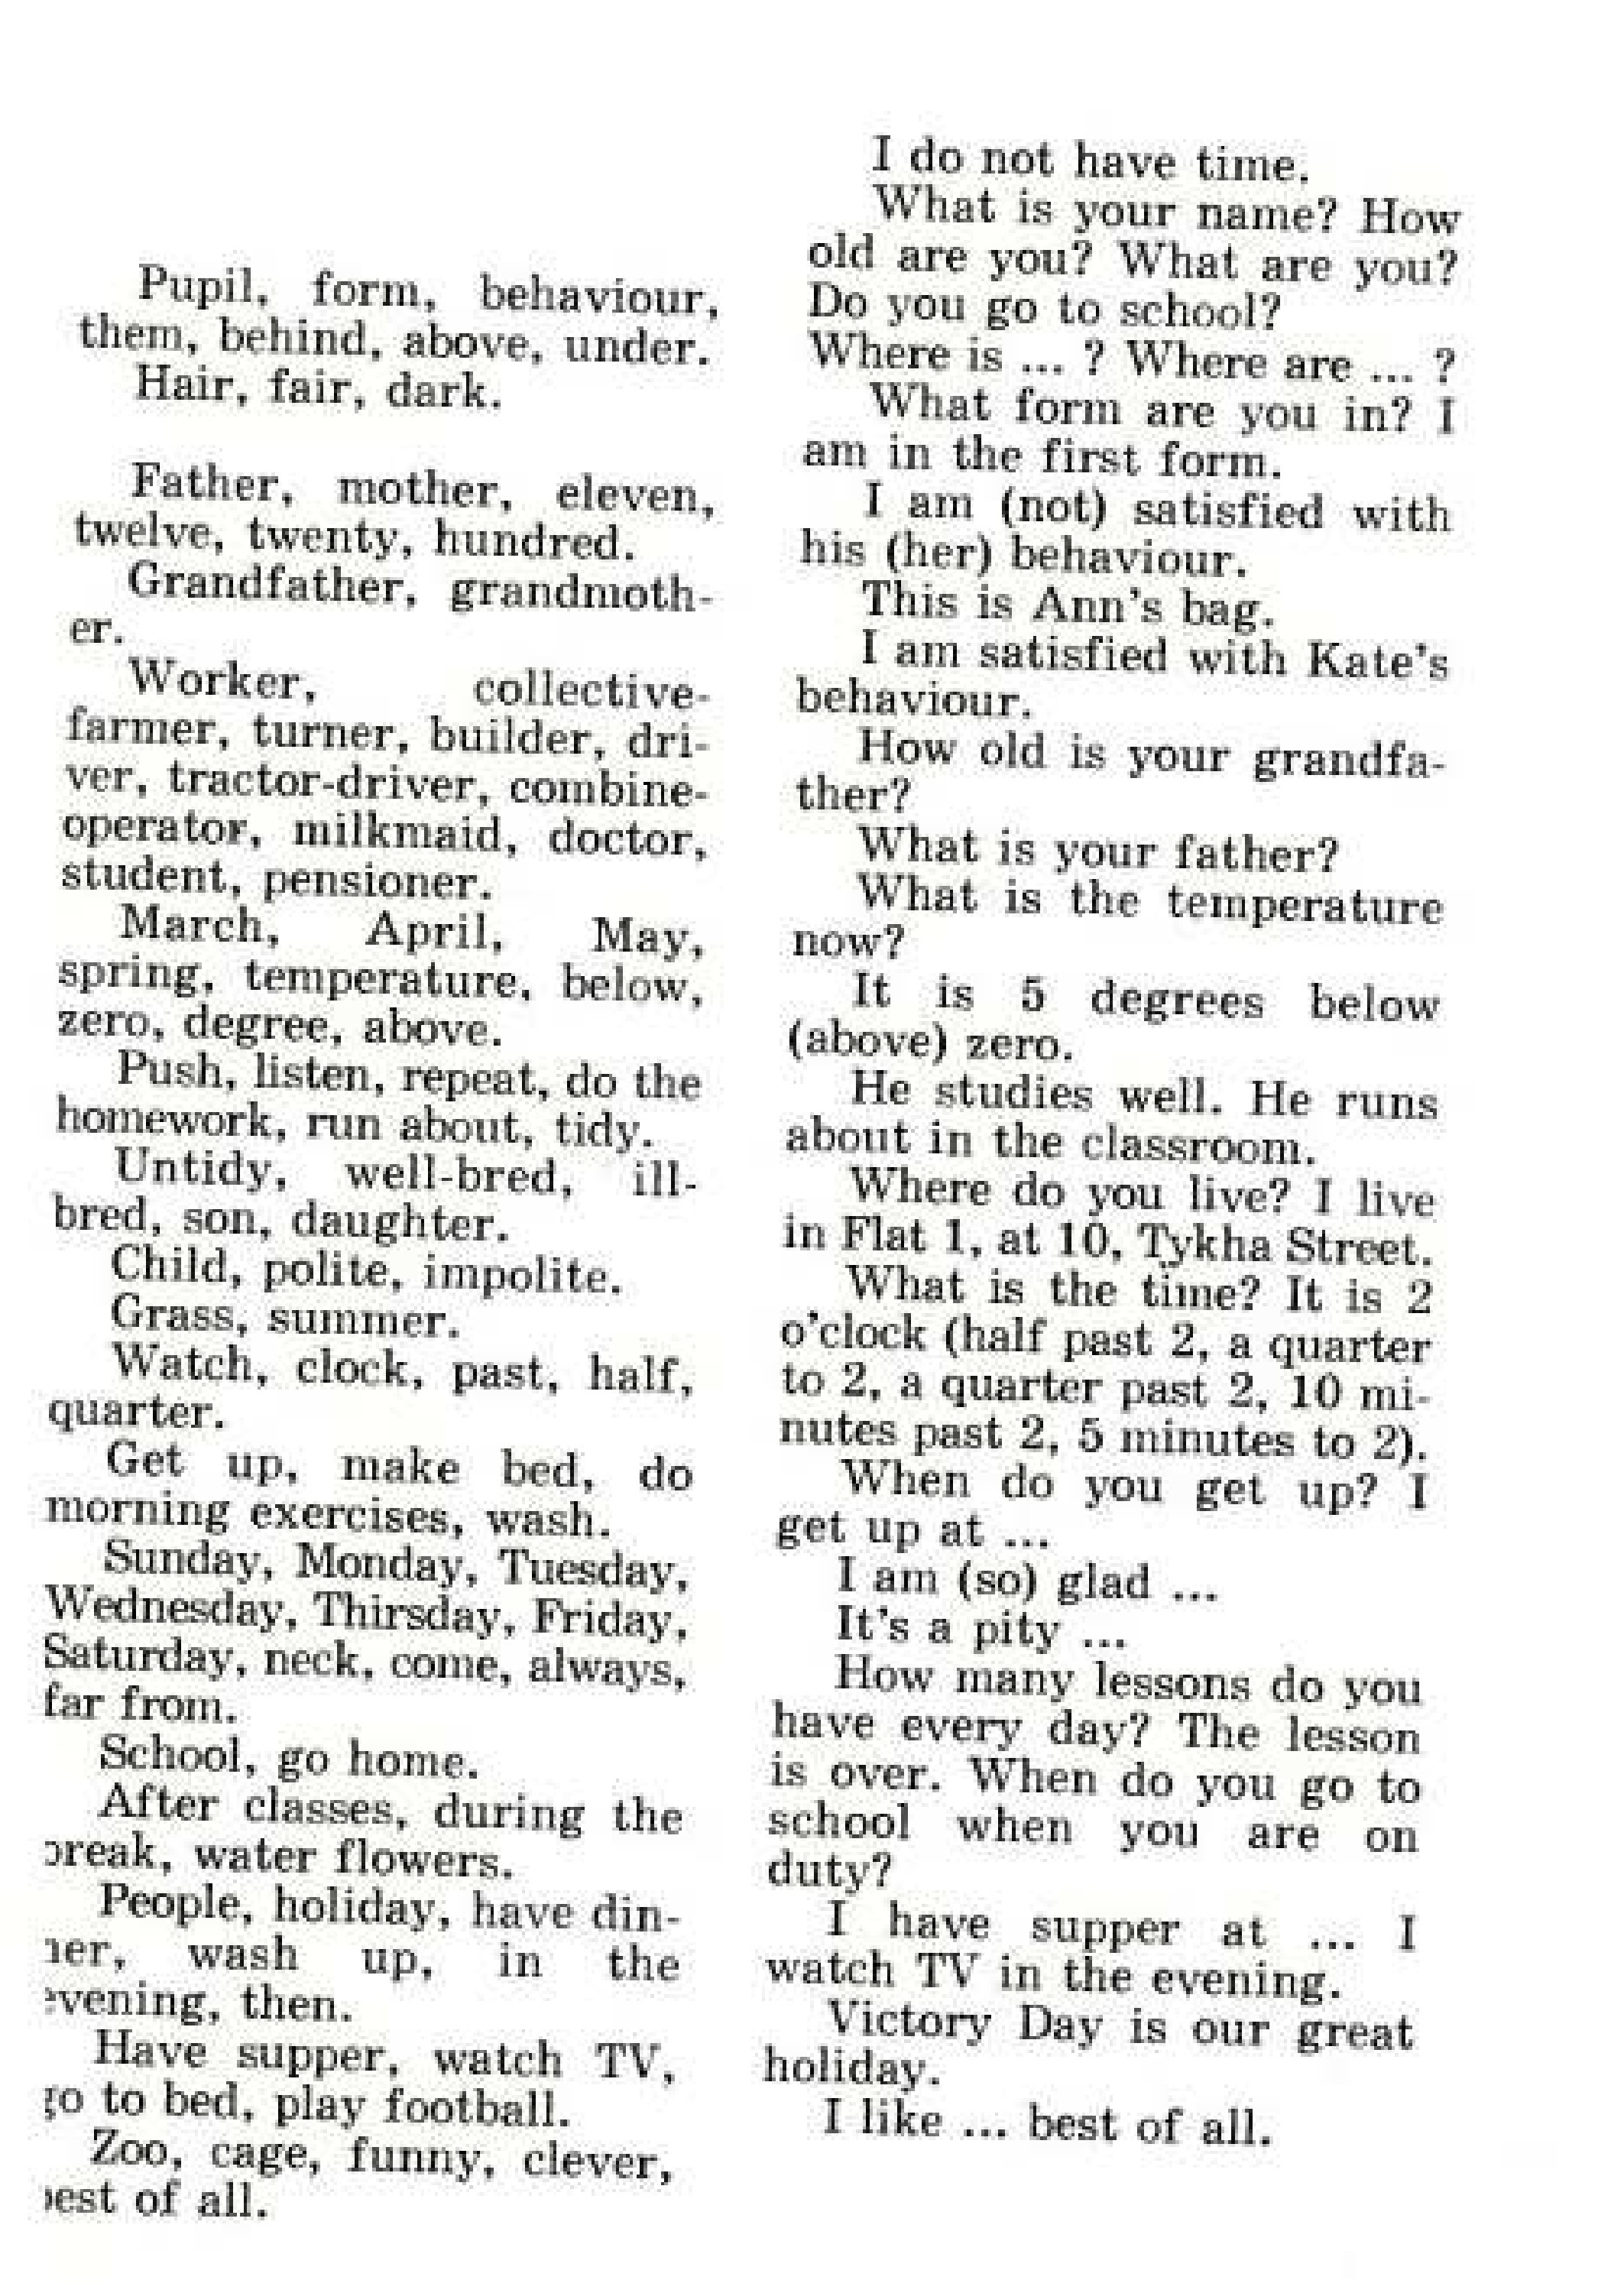 Pupil, form, behaviour,
them, behind, above, under.
Hair, fair, dark.
Father, mother, eleven,
twelve, twenty, hundred.
Grandfather, grandmoth-
er.
Worker, collective-
farmer, turner, builder, dri-
ver, tractor-driver, combine-
operator, milkmaid, doctor,
student, pensioner.
March, April, May,
spring, temperature, below,
zero, degree, above.
Push, listen, repeat, do the
homework, run about, tidy.
Untidy, well-bred, ill-
bred, son, daughter.
Child, polite, impolite.
Grass, summer.
Watch, clock, past, half,
quarter.
Get up, make bed, do
morning exercises, wash.
Sunday, Monday, Tuesday,
Wednesday, Thirsday, Friday,
Saturday, neck, come, always,
far from.
School, go home.
After classes, during the
break, water flowers.
People, holiday, have din-
ner, wash up, in the
evening, then.
Have supper, watch TV,
go to bed, play football.
Zoo, cage, funny, clever,
best of all.
I do not have time.
What is your name? How
old are you? What are you?
Do you go to school?
Where is ... ? Where are ... ?
What form are you in? I
am in the first form.
I am (not) satisfied with
his (her) behaviour.
This is Ann's bag.
I am satisfied with Kate's
behaviour.
How old is your grandfa-
ther?
What is your father?
What is the temperature
now?
It is 5 degrees below
(above) zero.
He studies well. He runs
about in the classroom.
Where do you live? I live
in Flat 1, at 10, Tykha Street.
What is the time? It is 2
o'clock (half past 2, a quarter
to 2, a quarter past 2, 10 mi-
nutes past 2, 5 minutes to 2).
When do you get up? I
get up at ...
I am (so) glad ...
It's a pity ...
How many lessons do you
have every day? The lesson
is over. When do you go to
school when you are on
duty?
I have supper at ... I
watch TV in the evening.
Victory Day is our great
holiday.
I like ... best of all.